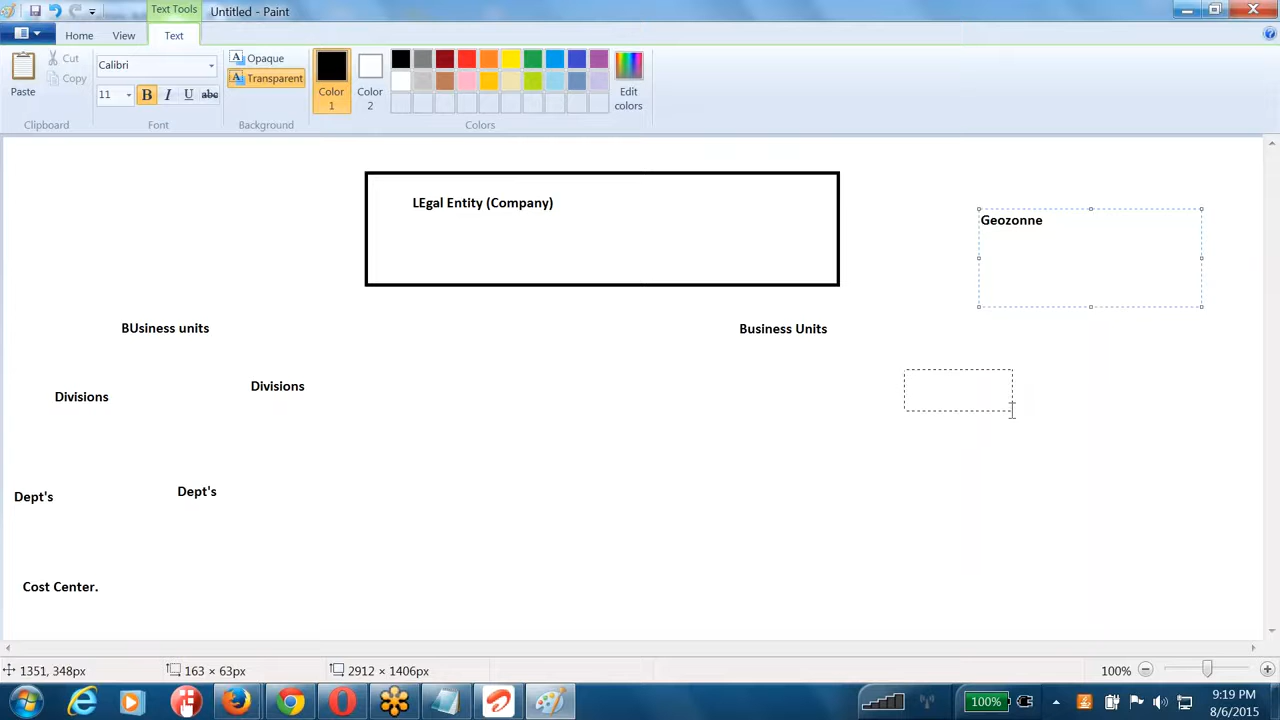 Text Tools
Untitled - Paint
Home
View
Text
Paste
Cut
Copy
Clipboard
Calibri
11
B I U abc
Font
A Opaque
A Transparent
Background
Color 1
Color 2
Edit colors
Colors
LEgal Entity (Company)
Geozonne
BUsiness units
Business Units
Divisions
Divisions
Dept's
Dept's
Cost Center.
1351, 348px
163 × 63px
2912 × 1406px
100%
100%
9:19 PM
8/6/2015